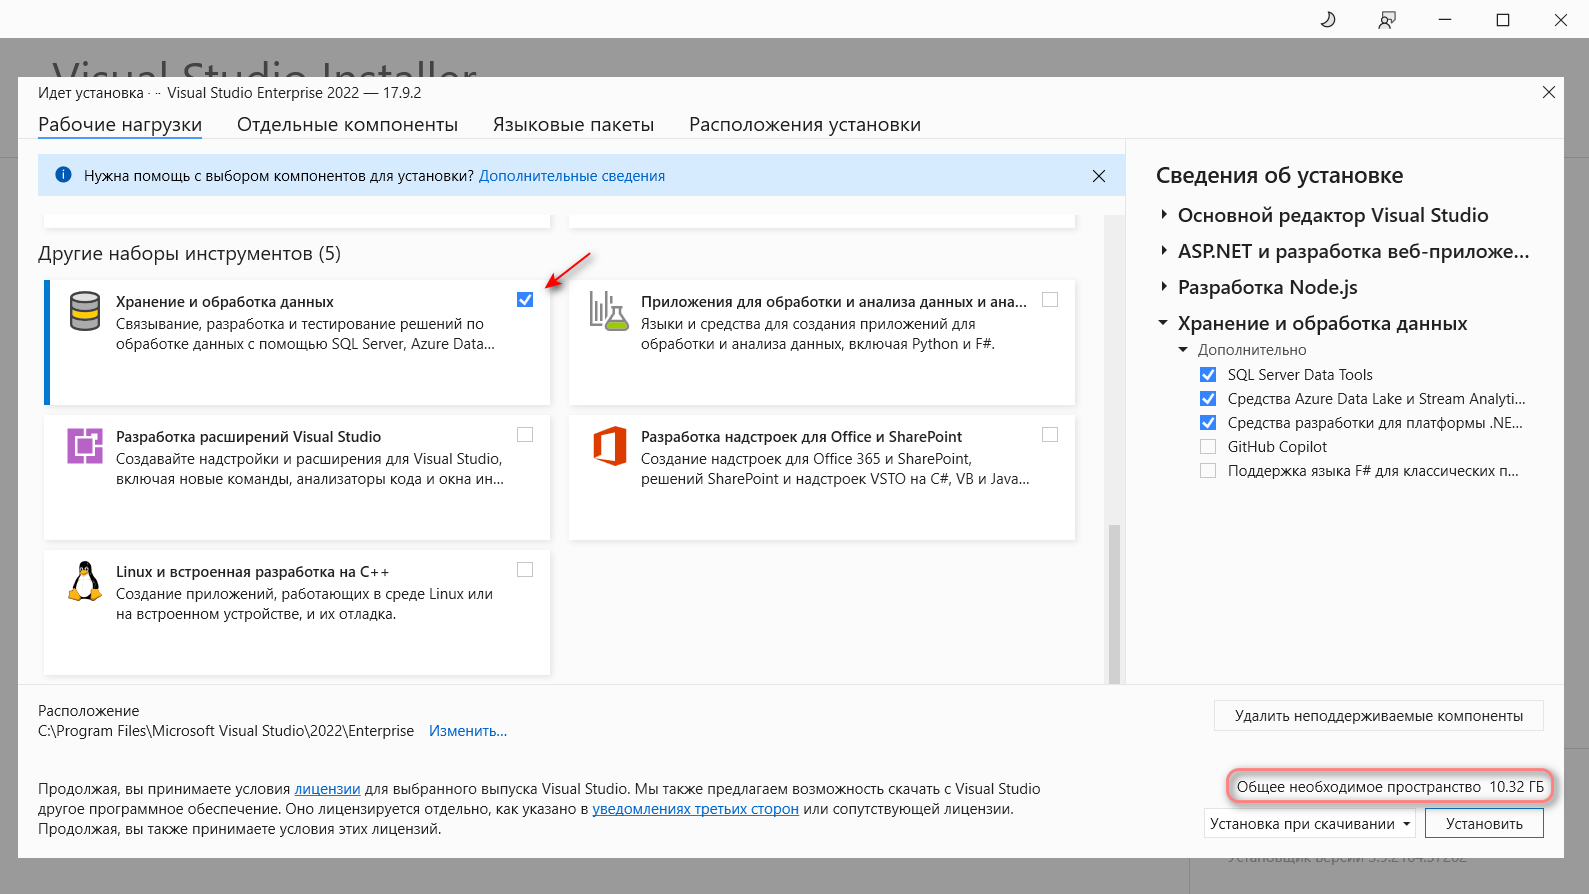 Visual Studio Installer
Идет установка · -- Visual Studio Enterprise 2022 — 17.9.2
Рабочие нагрузки
Отдельные компоненты
Языковые пакеты
Расположения установки
Нужна помощь с выбором компонентов для установки? Дополнительные сведения
Другие наборы инструментов (5)
Хранение и обработка данных
Связывание, разработка и тестирование решений по
обработке данных с помощью SQL Server, Azure Data...
Приложения для обработки и анализа данных и ана...
Языки и средства для создания приложений для
обработки и анализа данных, включая Python и F#.
Разработка расширений Visual Studio
Создавайте надстройки и расширения для Visual Studio,
включая новые команды, анализаторы кода и окна ин...
Разработка надстроек для Office и SharePoint
Создание надстроек для Office 365 и SharePoint,
решений SharePoint и надстроек VSTO на C#, VB и Java...
Linux и встроенная разработка на C++
Создание приложений, работающих в среде Linux или
на встроенном устройстве, и их отладка.
Сведения об установке
Основной редактор Visual Studio
ASP.NET и разработка веб-приложе...
Разработка Node.js
Хранение и обработка данных
Дополнительно
SQL Server Data Tools
Средства Azure Data Lake и Stream Analyti...
Средства разработки для платформы .NE...
GitHub Copilot
Поддержка языка F# для классических п...
Расположение
C:\Program Files\Microsoft Visual Studio\2022\Enterprise Изменить...
Удалить неподдерживаемые компоненты
Продолжая, вы принимаете условия лицензии для выбранного выпуска Visual Studio. Мы также предлагаем возможность скачать с Visual Studio
другое программное обеспечение. Оно лицензируется отдельно, как указано в уведомлениях третьих сторон или сопутствующей лицензии.
Продолжая, вы также принимаете условия этих лицензий.
Общее необходимое пространство 10.32 ГБ
Установка при скачивании
Установить